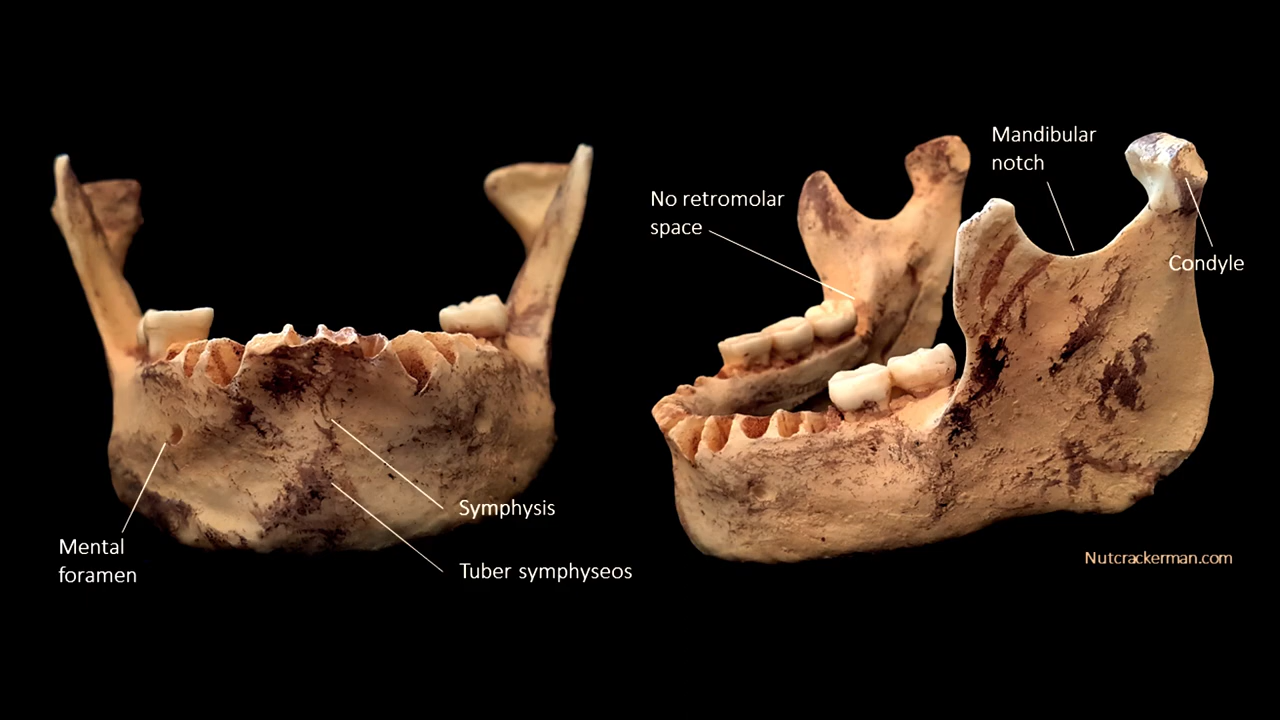 Mandibular
notch
No retromolar
space
Condyle
Symphysis
Mental
foramen
Tuber symphyseos
Nutcrackerman.com